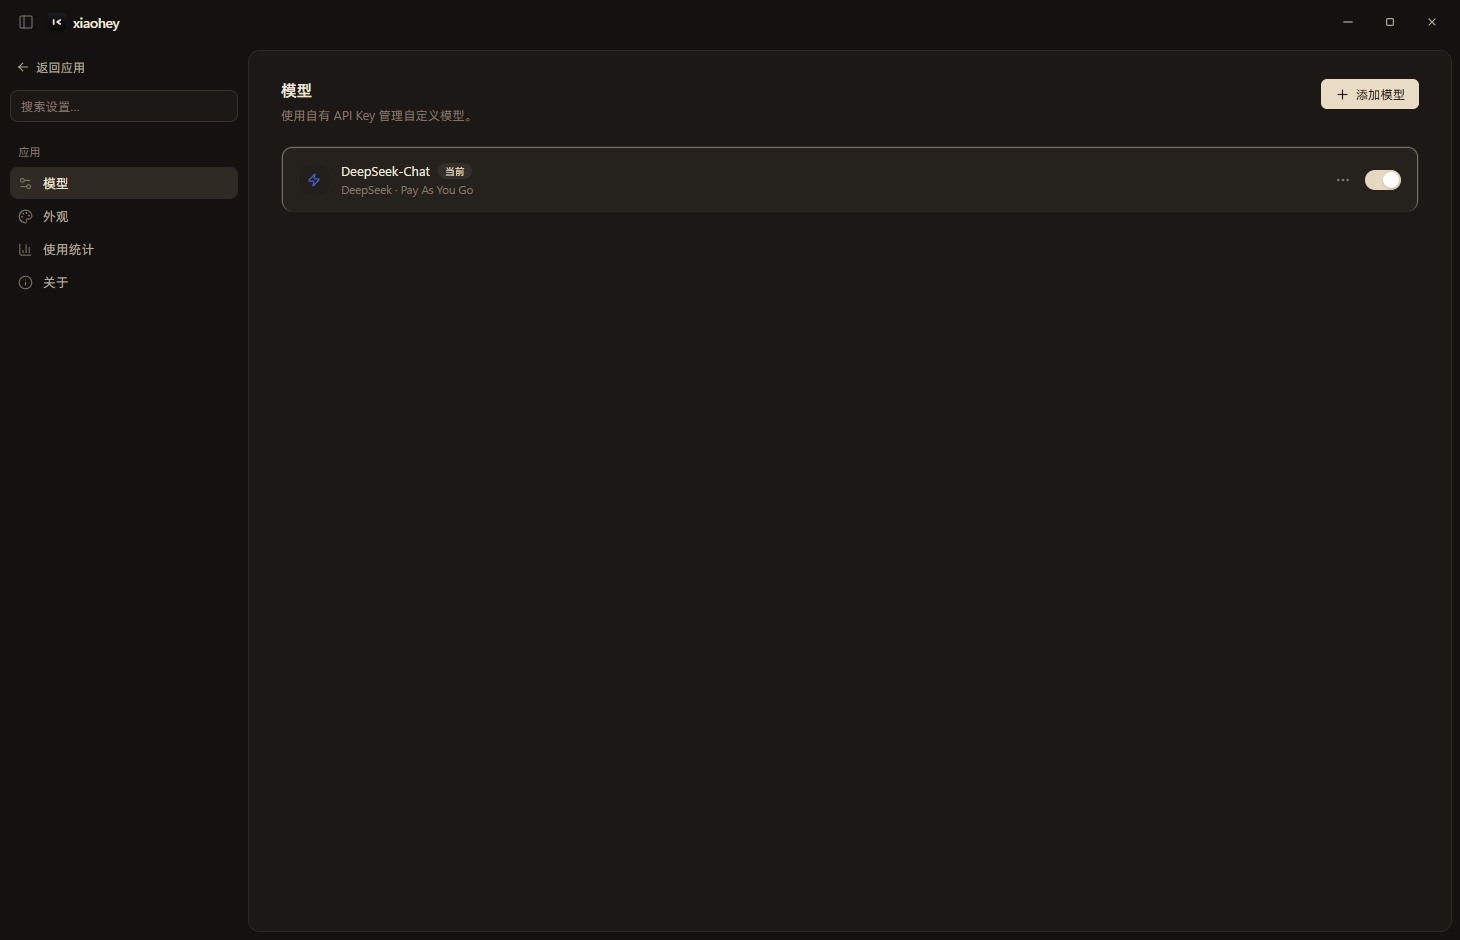 xiaohey
返回应用
搜索设置...
应用
模型
外观
使用统计
关于
模型
使用自有 API Key 管理自定义模型。
添加模型
DeepSeek-Chat 当前
DeepSeek · Pay As You Go